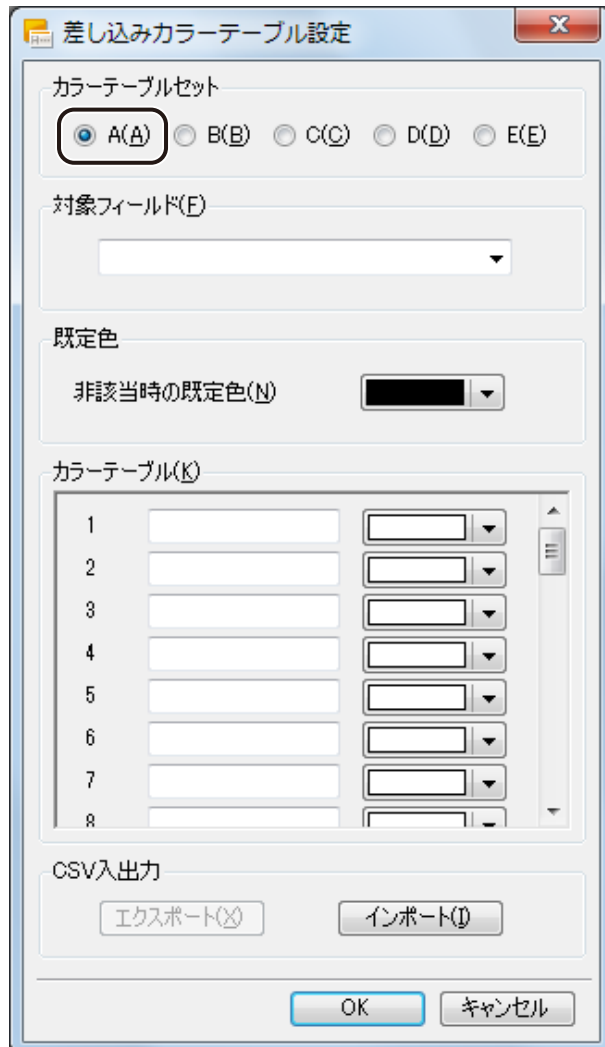 差し込みカラーテーブル設定
カラーテーブルセット
A(A) B(B) C(C) D(D) E(E)
対象フィールド(F)
既定色
非該当時の既定色(N)
カラーテーブル(K)
1
2
3
4
5
6
7
8
CSV入出力
エクスポート(X) インポート(I)
OK キャンセル